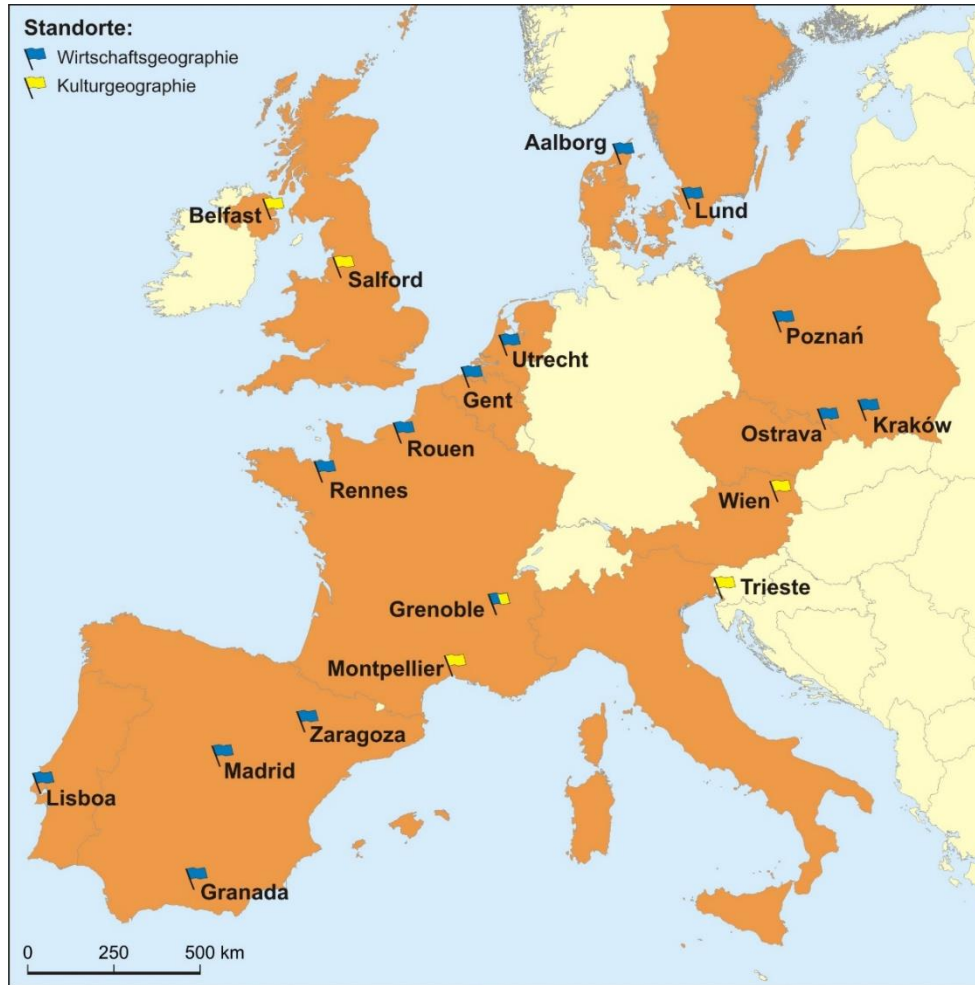 Standorte:
Wirtschaftsgeographie
Kulturgeographie
Aalborg
Lund
Belfast
Salford
Poznań
Utrecht
Gent
Kraków
Ostrava
Rouen
Rennes
Wien
Trieste
Grenoble
Montpellier
Zaragoza
Madrid
Lisboa
Granada
0 250 500 km